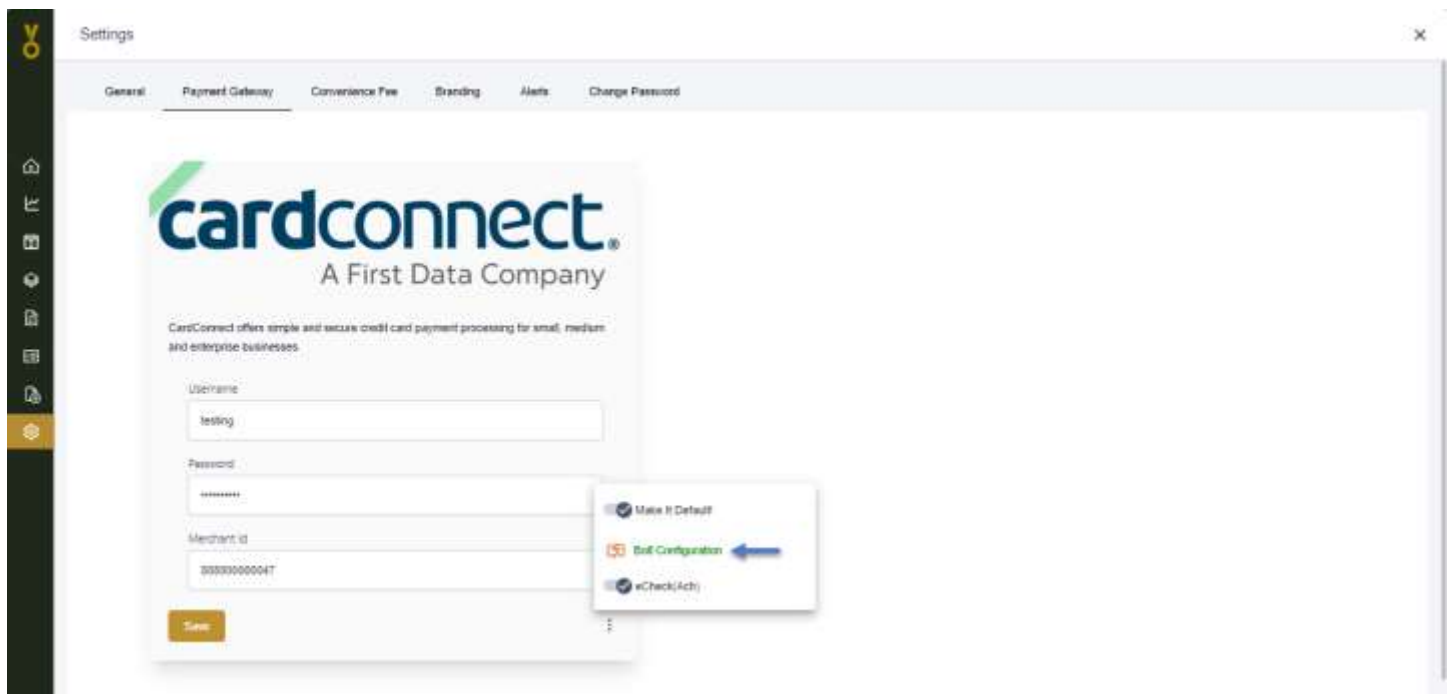 Settings
General Payment Gateway Convenience Fee Branding Alerts Change Password
cardconnect.®
A First Data Company
CardConnect offers simple and secure credit card payment processing for small, medium
and enterprise businesses
Username
testing
Password
Make It Default!
Configuration
Merchant Id
eCheck(Ach)
Save